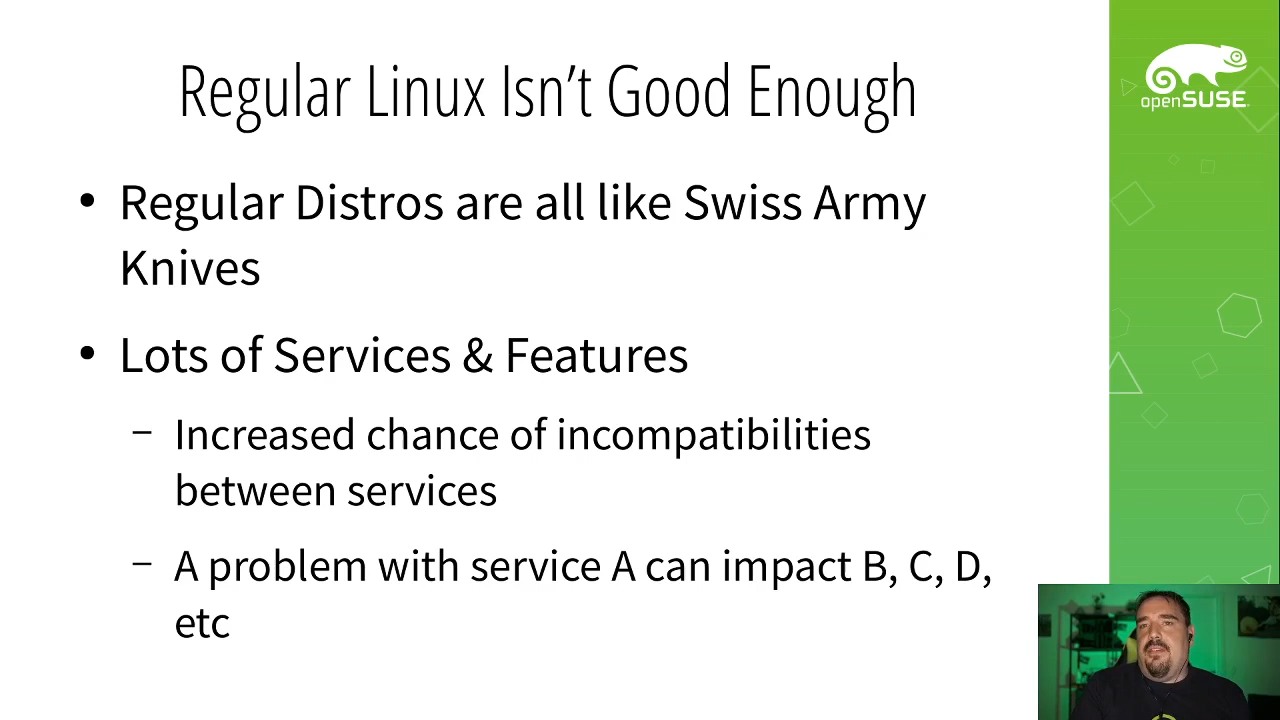 Regular Linux Isn’t Good Enough
openSUSE
• Regular Distros are all like Swiss Army
Knives
• Lots of Services & Features
– Increased chance of incompatibilities
between services
– A problem with service A can impact B, C, D,
etc